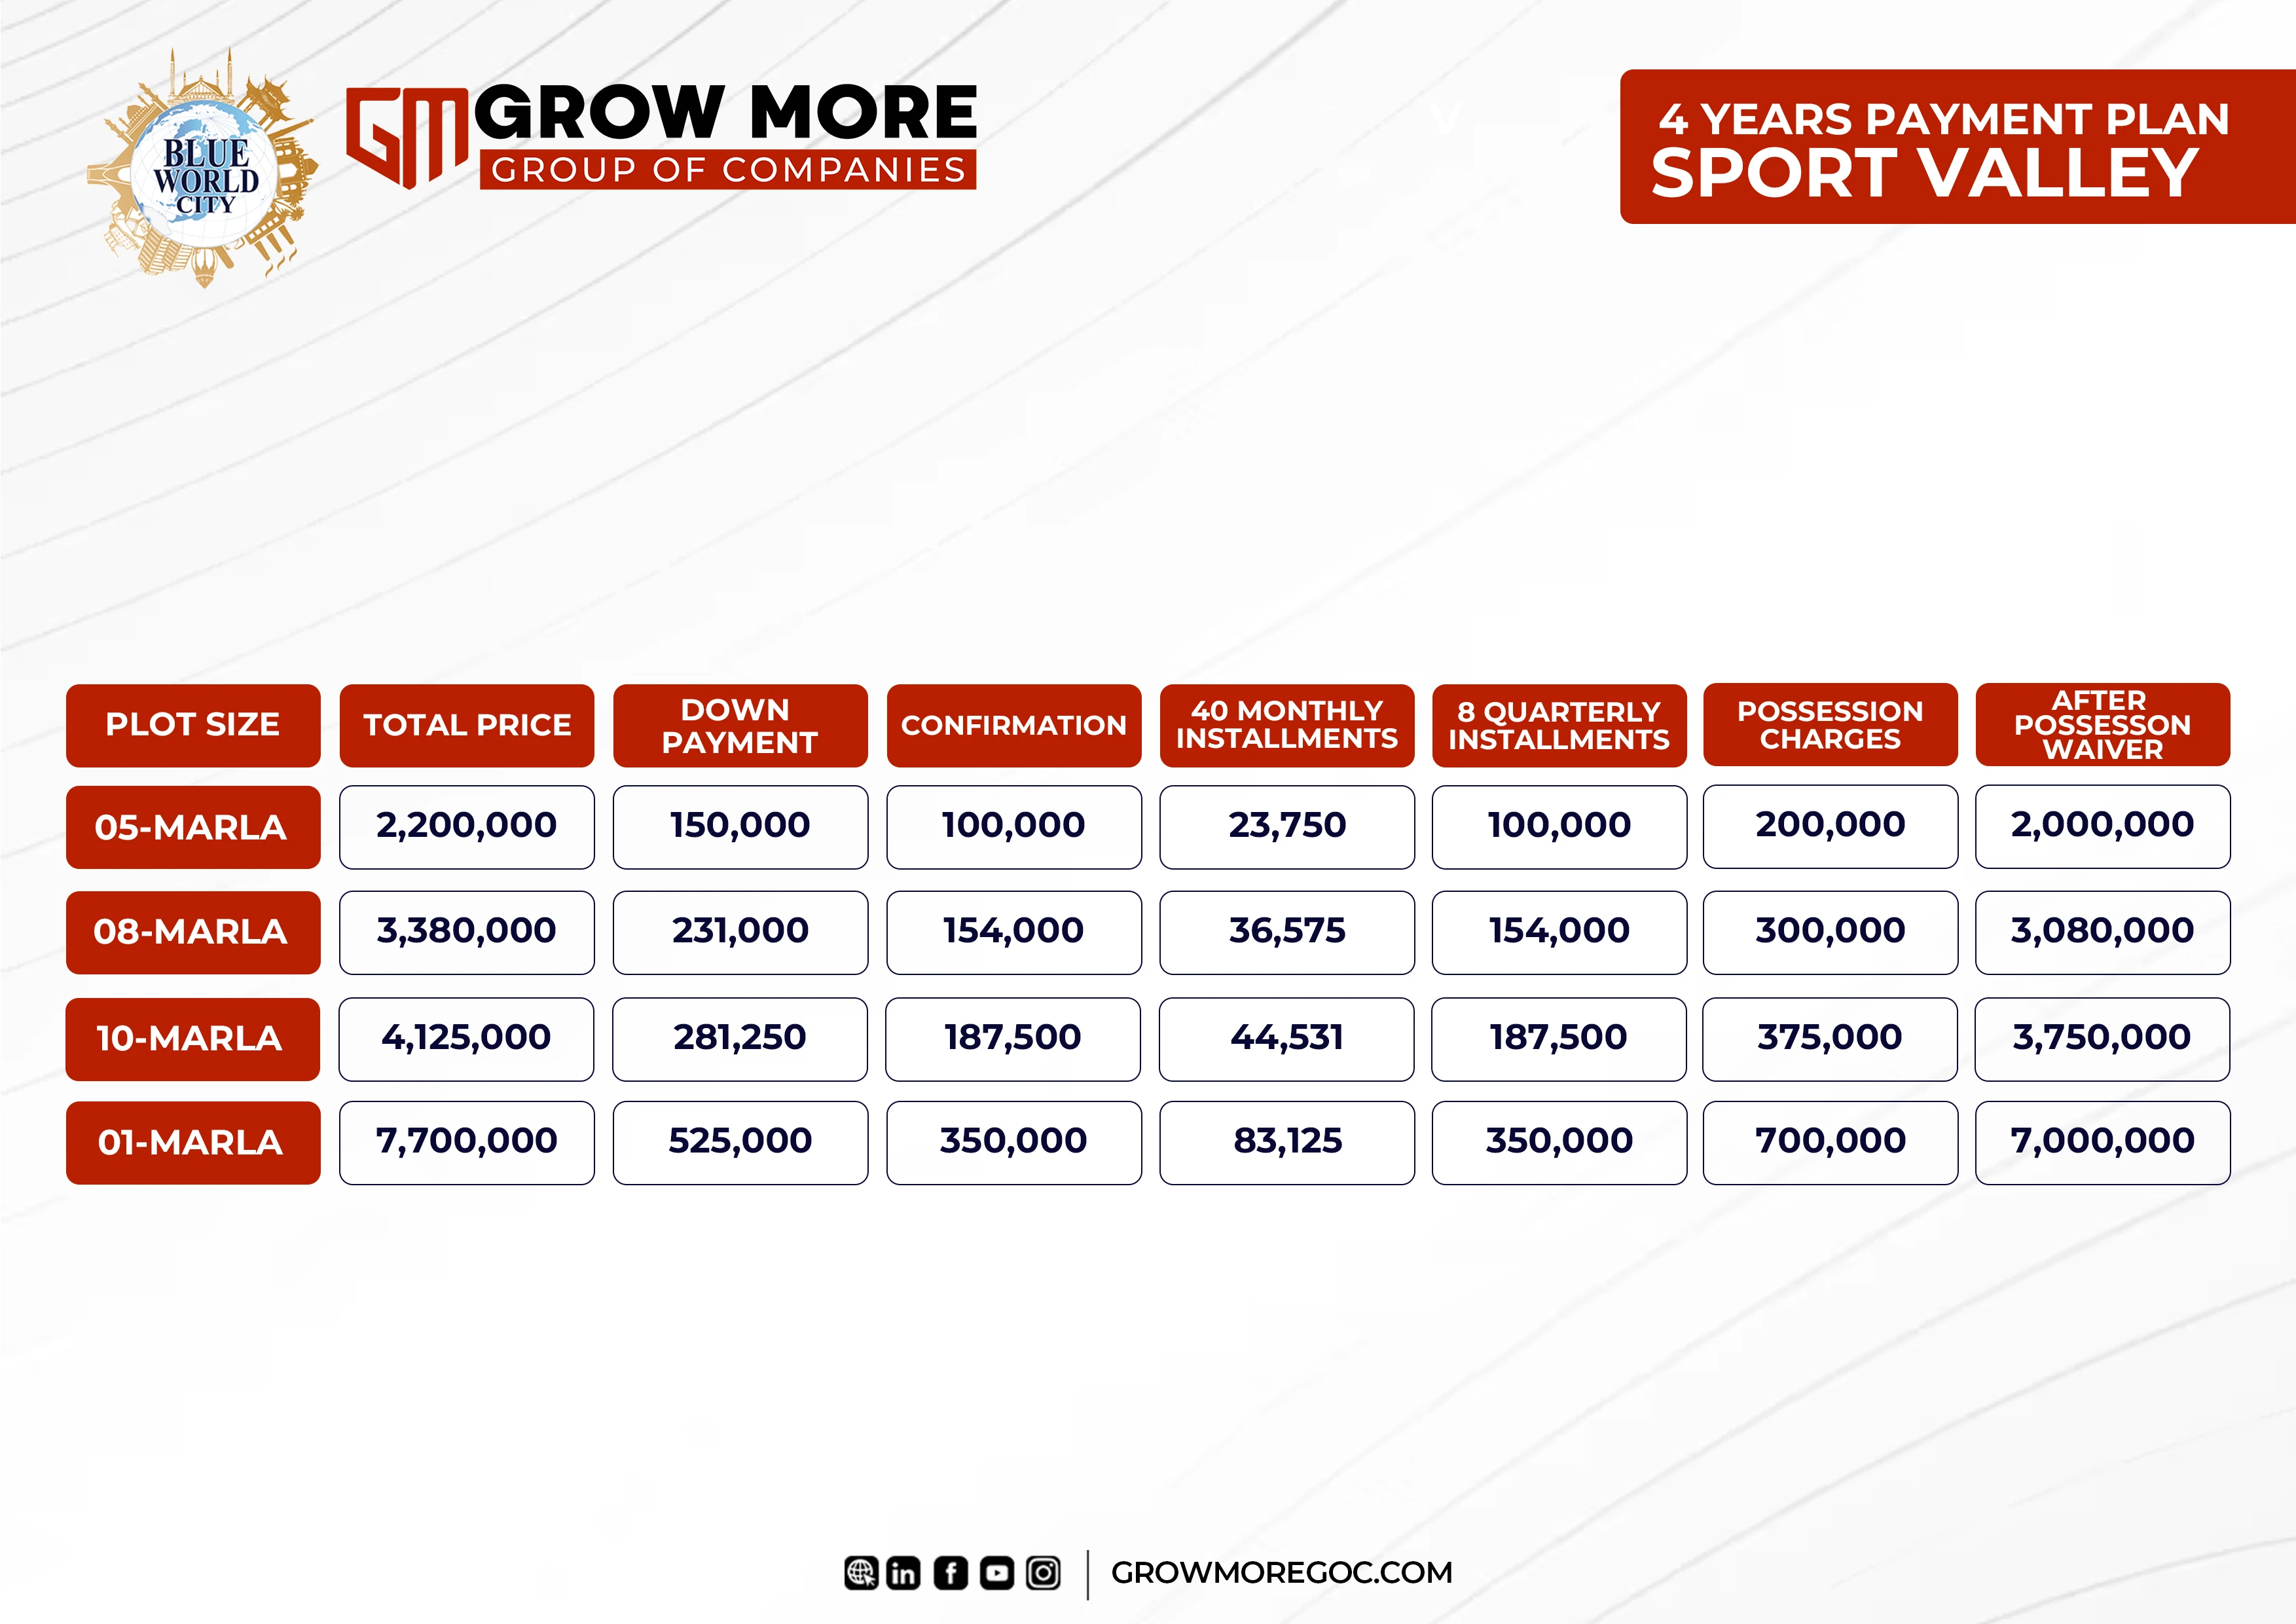 BLUE
WORLD
CITY
GM
GROW MORE
GROUP OF COMPANIES
V
4 YEARS PAYMENT PLAN
SPORT VALLEY
PLOT SIZE
TOTAL PRICE
DOWN
PAYMENT
CONFIRMATION
40 MONTHLY
INSTALLMENTS
8 QUARTERLY
INSTALLMENTS
POSSESSION
CHARGES
AFTER
POSSESSON
WAIVER
05-MARLA 2,200,000 150,000 100,000 23,750 100,000 200,000 2,000,000
08-MARLA 3,380,000 231,000 154,000 36,575 154,000 300,000 3,080,000
10-MARLA 4,125,000 281,250 187,500 44,531 187,500 375,000 3,750,000
01-MARLA 7,700,000 525,000 350,000 83,125 350,000 700,000 7,000,000
in f GROWMOREGOC.COM